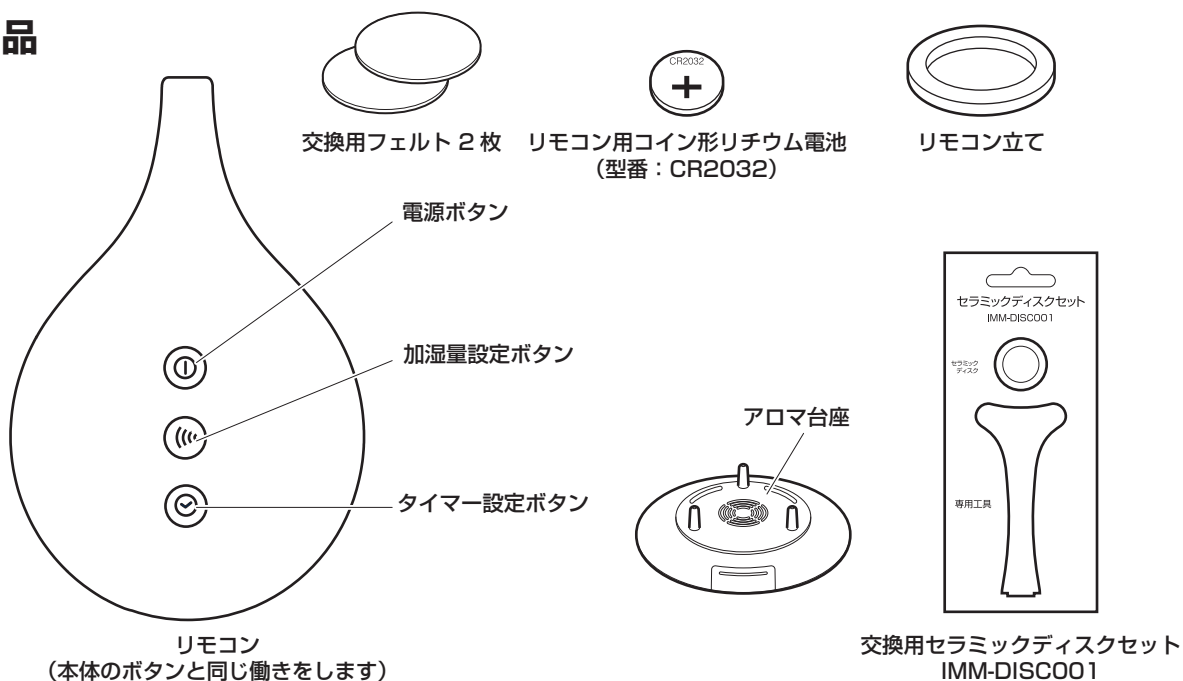 品
CR2032
交換用フェルト 2 枚
リモコン用コイン形リチウム電池
（型番：CR2032）
リモコン立て
電源ボタン
加湿量設定ボタン
タイマー設定ボタン
リモコン
（本体のボタンと同じ働きをします）
アロマ台座
セラミックディスクセット
IMM-DISC001
セラミック
ディスク
専用工具
交換用セラミックディスクセット
IMM-DISC001